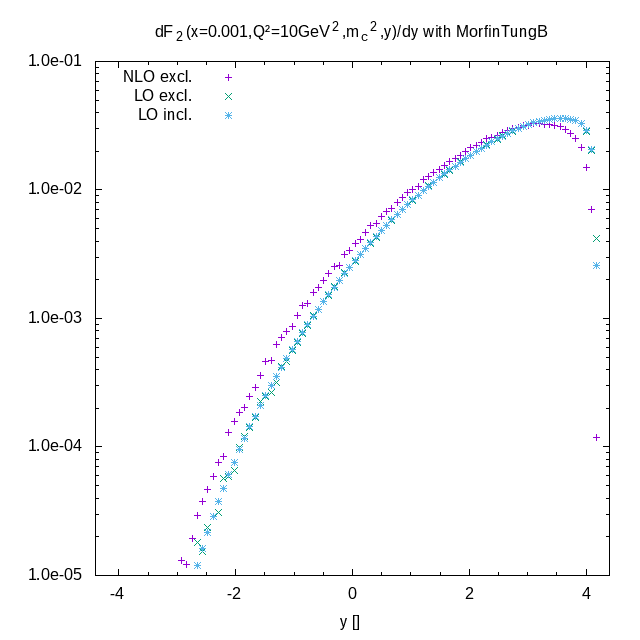 dF2(x=0.001,Q²=10GeV2,mc2,y)/dy with MorfinTungB
1.0e-01
NLO excl.
LO excl.
LO incl.
1.0e-02
1.0e-03
1.0e-04
1.0e-05
-4 -2 0 2 4
y []